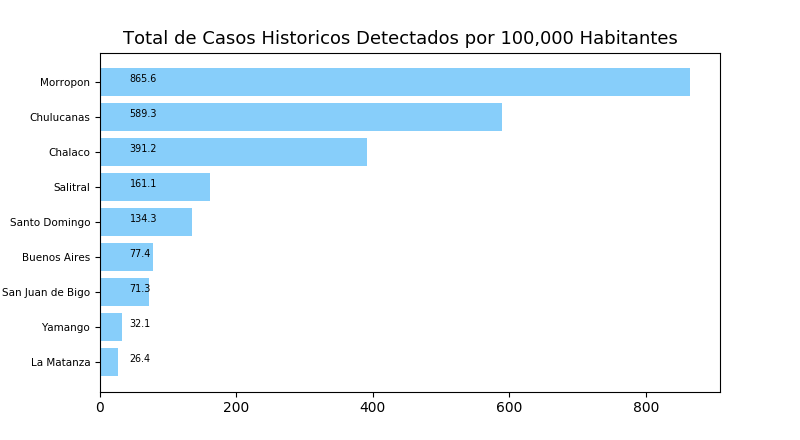 Total de Casos Historicos Detectados por 100,000 Habitantes
Morropon 865.6
Chulucanas 589.3
Chalaco 391.2
Salitral 161.1
Santo Domingo 134.3
Buenos Aires 77.4
San Juan de Bigo 71.3
Yamango 32.1
La Matanza 26.4
0 200 400 600 800